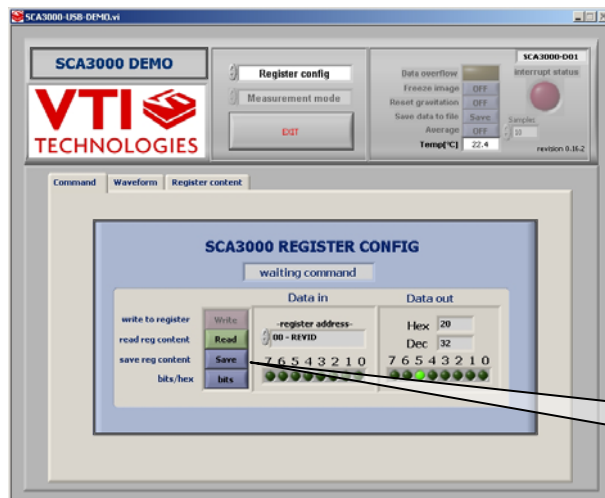 SCA3000-USB-DEMO.vi
SCA3000 DEMO
VTI
TECHNOLOGIES
Register config
Measurement mode
EXIT
SCA3000-D01
Data overflow
interrupt status
Freeze image OFF
Reset gravitation OFF
Save data to file Save
Samples
Average OFF 10
Temp[°C] 22.4
revision 0.16.2
Command Waveform Register content
SCA3000 REGISTER CONFIG
waiting command
Data in
Data out
write to register Write
read reg content Read
save reg content Save
bits/hex bits
-register address-
00 - REVID
7 6 5 4 3 2 1 0
Hex 20
Dec 32
7 6 5 4 3 2 1 0